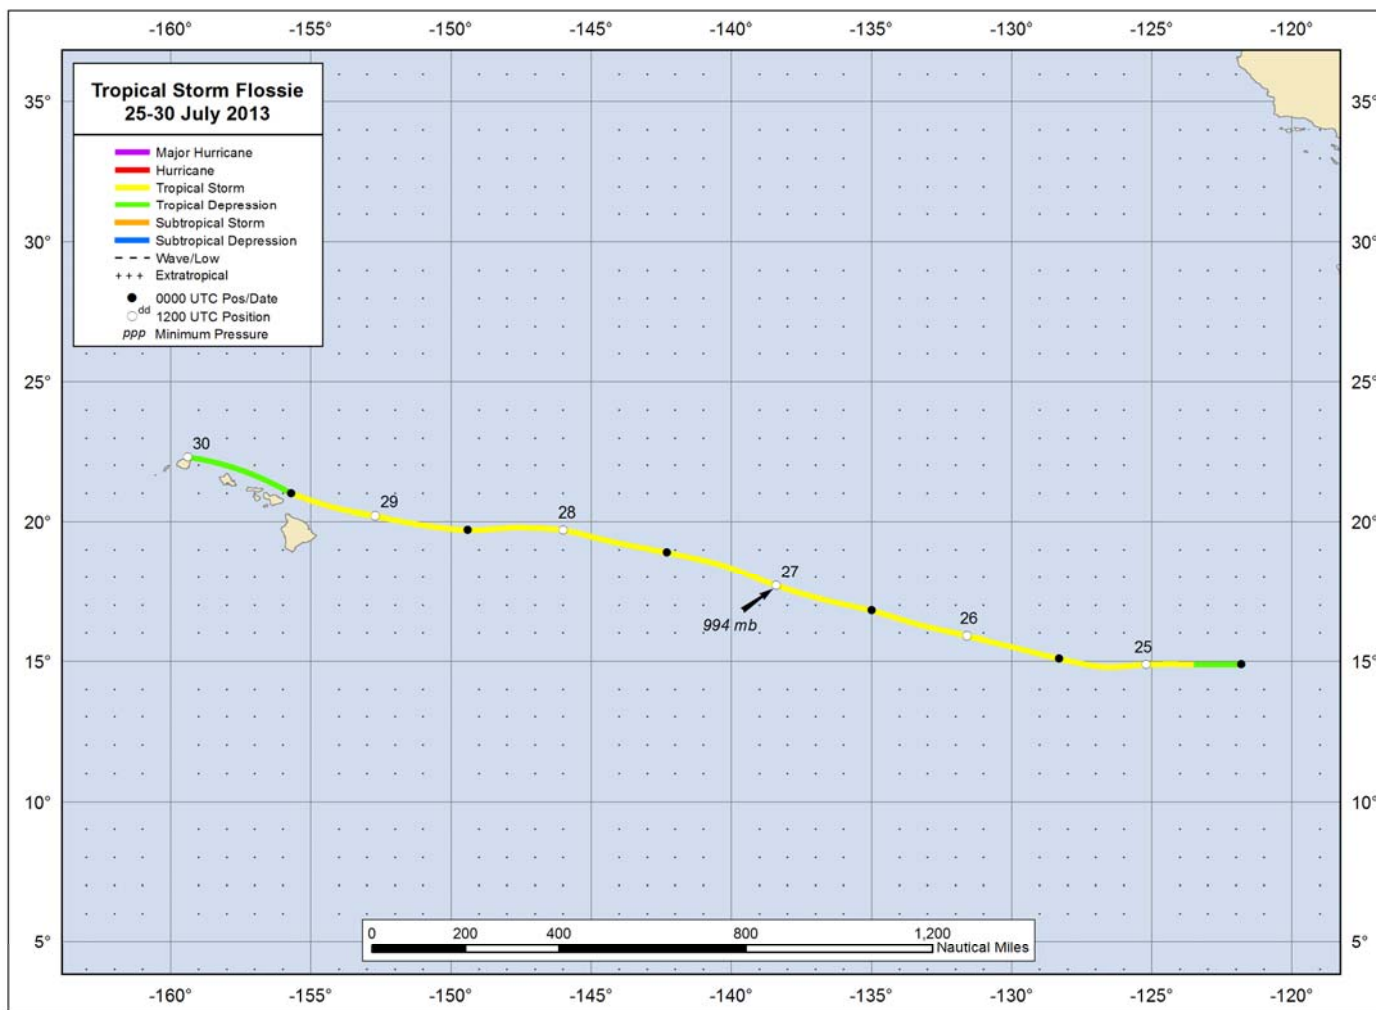 -160° -155° -150° -145° -140° -135° -130° -125° -120°
Tropical Storm Flossie
25-30 July 2013
Major Hurricane
Hurricane
Tropical Storm
Tropical Depression
Subtropical Storm
Subtropical Depression
Wave/Low
+++ Extratropical
0000 UTC Pos/Date
dd
1200 UTC Position
ppp Minimum Pressure
35° 35°
30° 30°
25° 25°
30
29
28
20° 20°
27
994 mb
26
25
15° 15°
10° 10°
0 200 400 800 1,200
Nautical Miles
5° 5°
-160° -155° -150° -145° -140° -135° -130° -125° -120°